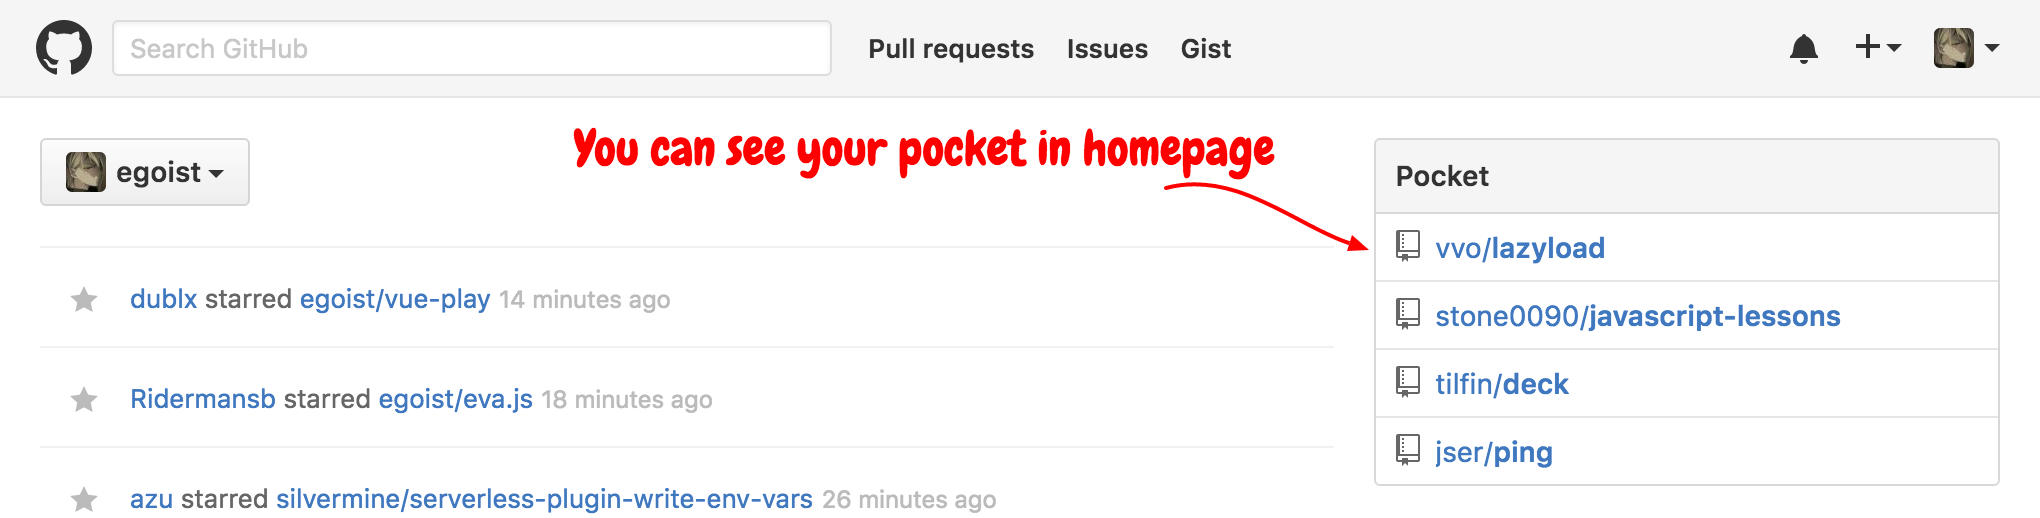 Search GitHub
Pull requests
Issues
Gist
egoist
You can see your pocket in homepage
dublx starred egoist/vue-play 14 minutes ago
Ridermansb starred egoist/eva.js 18 minutes ago
azu starred silvermine/serverless-plugin-write-env-vars 26 minutes ago
Pocket
vvo/lazyload
stone0090/javascript-lessons
tilfin/deck
jser/ping